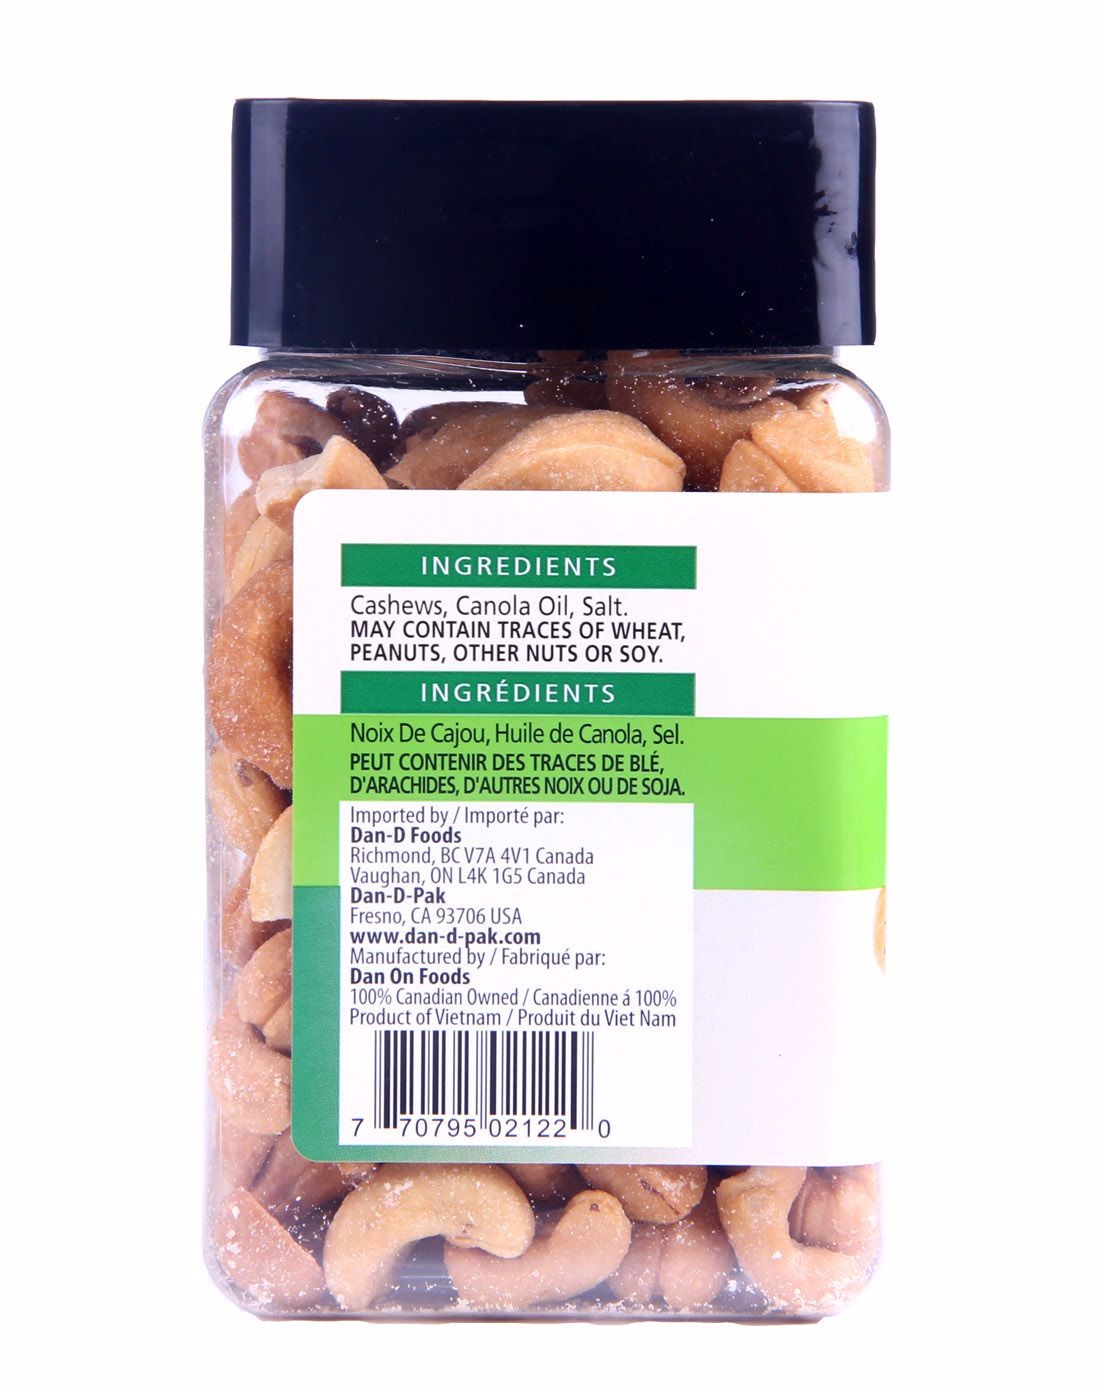 INGREDIENTS
Cashews, Canola Oil, Salt.
MAY CONTAIN TRACES OF WHEAT,
PEANUTS, OTHER NUTS OR SOY.
INGRÉDIENTS
Noix De Cajou, Huile de Canola, Sel.
PEUT CONTENIR DES TRACES DE BLÉ,
D'ARACHIDES, D'AUTRES NOIX OU DE SOJA.
Imported by / Importé par:
Dan-D Foods
Richmond, BC V7A 4V1 Canada
Vaughan, ON L4K 1G5 Canada
Dan-D-Pak
Fresno, CA 93706 USA
www.dan-d-pak.com
Manufactured by / Fabriqué par:
Dan On Foods
100% Canadian Owned / Canadienne á 100%
Product of Vietnam / Produit du Viet Nam
7 70795 02122 0